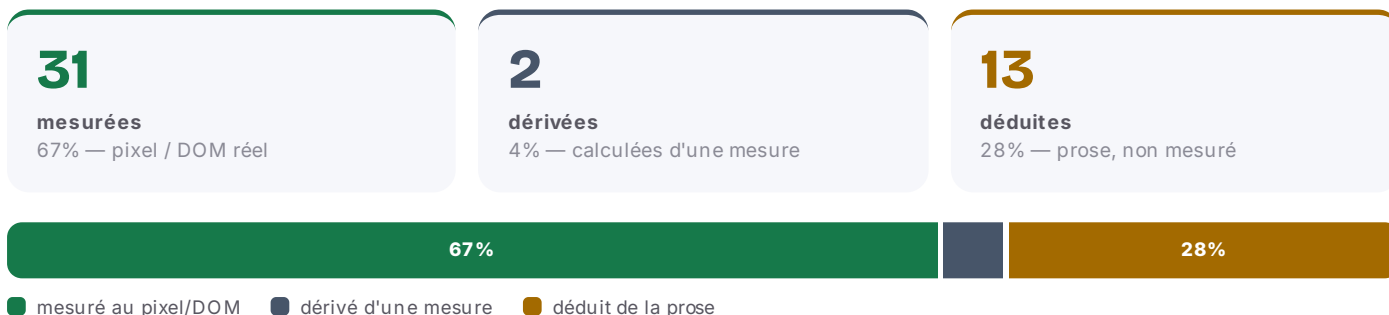 31
mesurées
67% — pixel / DOM réel
2
dérivées
4% — calculées d'une mesure
13
déduites
28% — prose, non mesuré
67%
28%
mesuré au pixel/DOM
dérivé d'une mesure
déduit de la prose